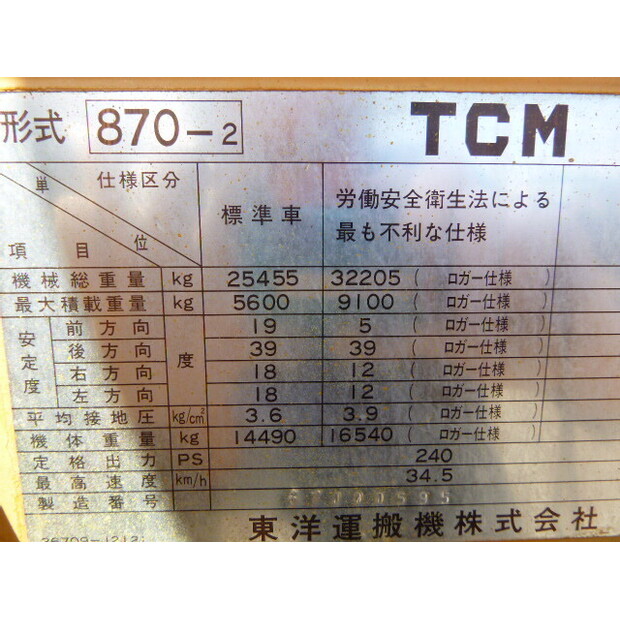 形式 870-2 TCM
単位 仕様区分
項目
標準車
労働安全衛生法による
最も不利な仕様
機械総重量 kg 25455 32205 ( ロガー仕様 )
最大積載重量 kg 5600 9100 ( ロガー仕様 )
安定度 度
前方向 19 5 ( ロガー仕様 )
後方向 39 39 ( ロガー仕様 )
右方向 18 12 ( ロガー仕様 )
左方向 18 12 ( ロガー仕様 )
平均接地圧 kg/cm² 3.6 3.9 ( ロガー仕様 )
機体重量 kg 14490 16540 ( ロガー仕様 )
定格出力 PS 240
最高速度 km/h 34.5
製造番号
東洋運搬機株式会社